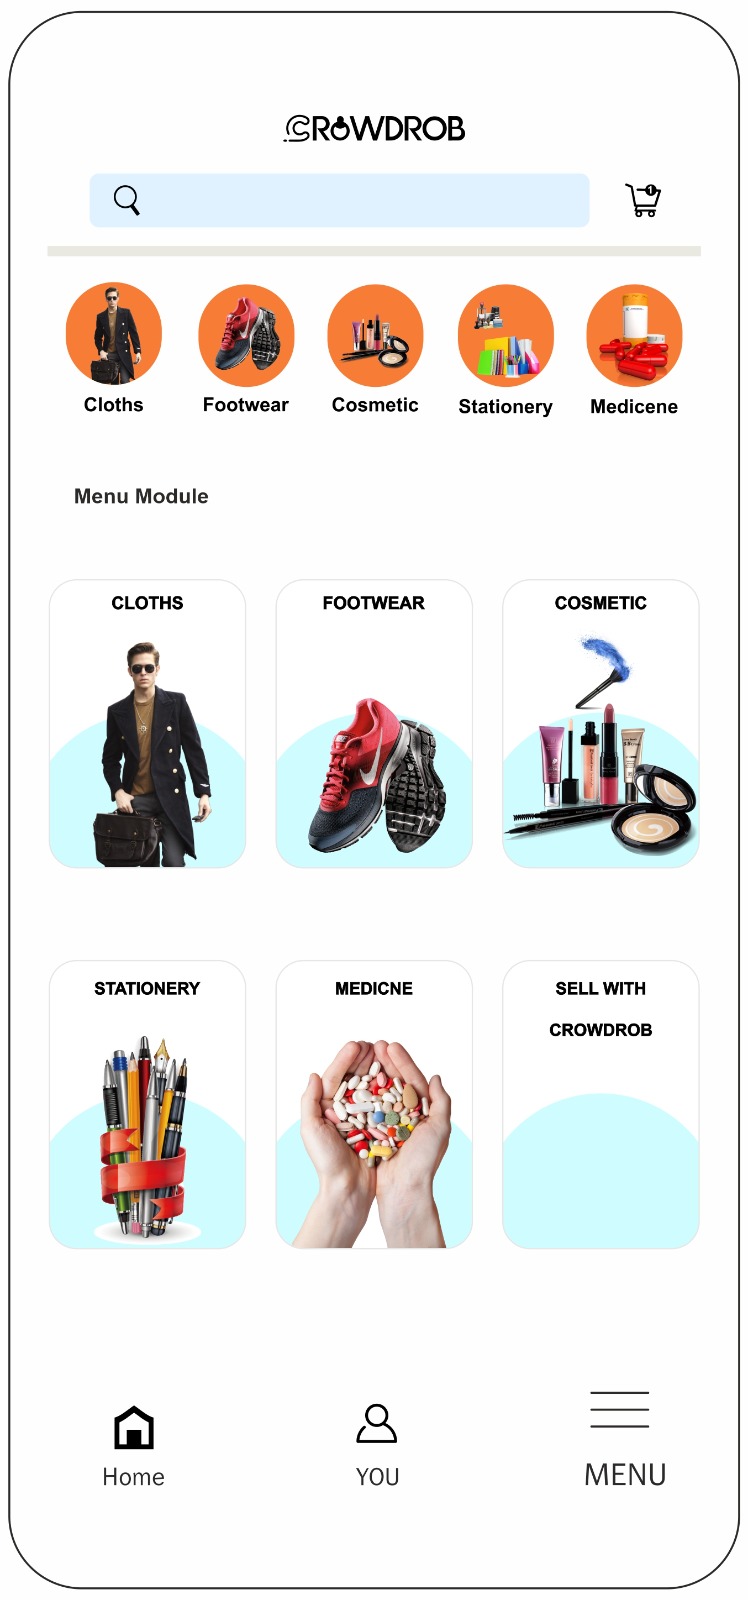 CROWDROB
1
Cloths
Footwear
Cosmetic
Stationery
Medicene
Menu Module
CLOTHS
FOOTWEAR
COSMETIC
STATIONERY
MEDICNE
SELL WITH
CROWDROB
Home
YOU
MENU